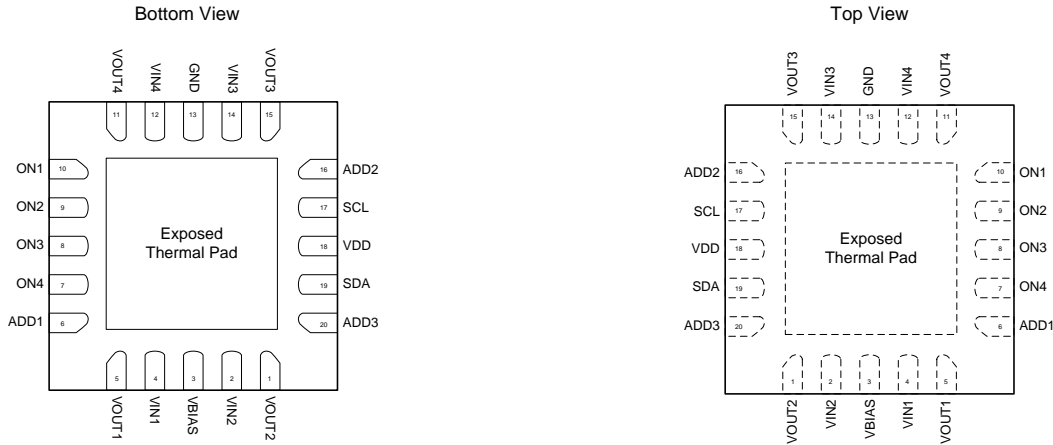 Bottom View
VOUT4
VIN4
GND
VIN3
VOUT3
11
12
13
14
15
ON1
10
16
ADD2
ON2
9
17
SCL
ON3
8
Exposed
Thermal Pad
18
VDD
ON4
7
19
SDA
ADD1
6
20
ADD3
5
4
3
2
1
VOUT1
VIN1
VBIAS
VIN2
VOUT2
Top View
VOUT3
VIN3
GND
VIN4
VOUT4
15
14
13
12
11
ADD2
16
10
ON1
SCL
17
9
ON2
VDD
18
Exposed
Thermal Pad
8
ON3
SDA
19
7
ON4
ADD3
20
6
ADD1
1
2
3
4
5
VOUT2
VIN2
VBIAS
VIN1
VOUT1